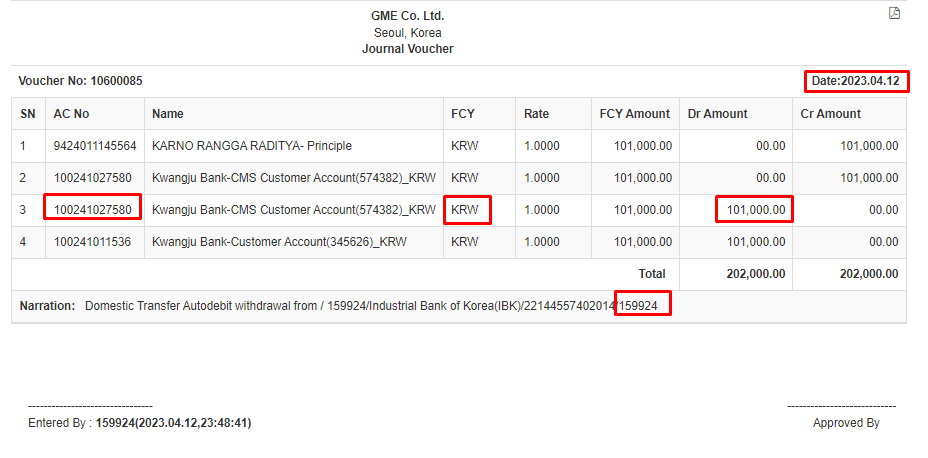 GME Co. Ltd.
Seoul, Korea
Journal Voucher
Voucher No: 10600085 Date:2023.04.12
SN AC No Name FCY Rate FCY Amount Dr Amount Cr Amount
1 9424011145564 KARNO RANGGA RADITYA- Principle KRW 1.0000 101,000.00 00.00 101,000.00
2 100241027580 Kwangju Bank-CMS Customer Account(574382)_KRW KRW 1.0000 101,000.00 00.00 101,000.00
3 100241027580 Kwangju Bank-CMS Customer Account(574382)_KRW KRW 1.0000 101,000.00 101,000.00 00.00
4 100241011536 Kwangju Bank-Customer Account(345626)_KRW KRW 1.0000 101,000.00 101,000.00 00.00
Total 202,000.00 202,000.00
Narration: Domestic Transfer Autodebit withdrawal from / 159924/Industrial Bank of Korea(IBK)/22144557402014/159924
-------------------------------- ----------------------------
Entered By : 159924(2023.04.12,23:48:41) Approved By